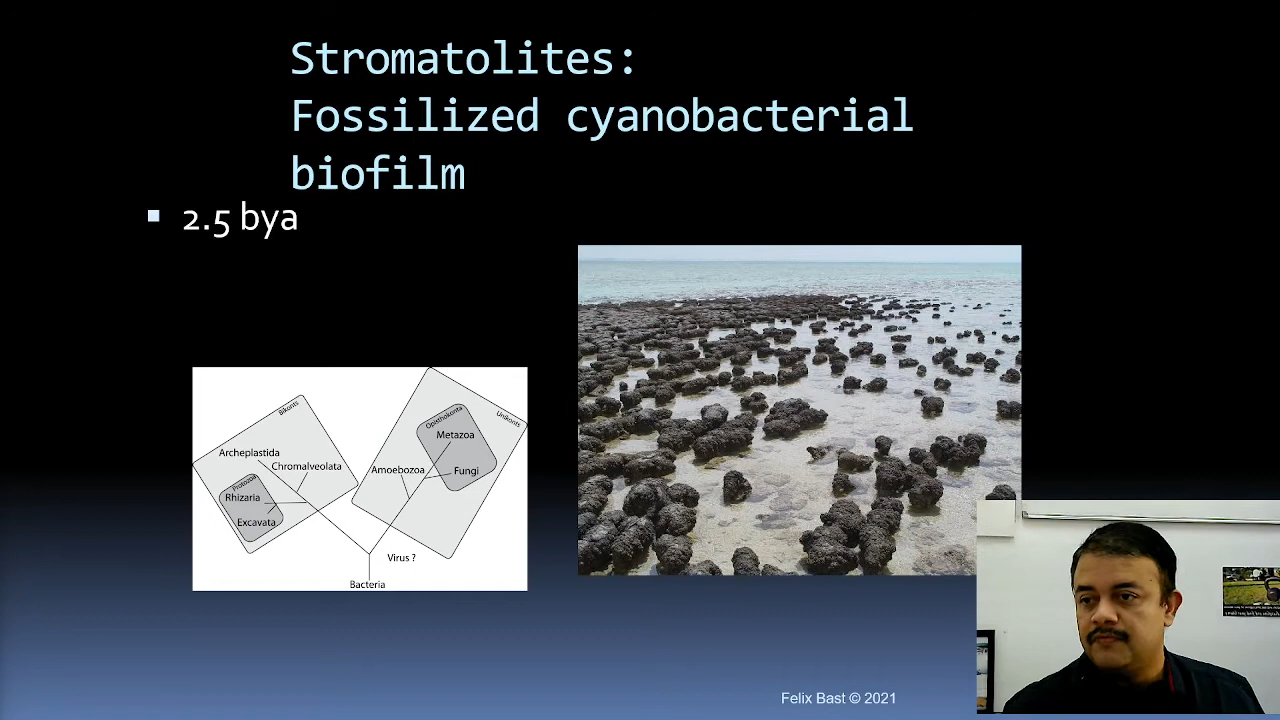 Stromatolites:
Fossilized cyanobacterial
biofilm
2.5 bya
Bikonts
Archeplastida
Chromalveolata
Protozoa
Rhizaria
Excavata
Unikonts
Opisthokonta
Metazoa
Amoebozoa
Fungi
Virus ?
Bacteria
Felix Bast © 2021